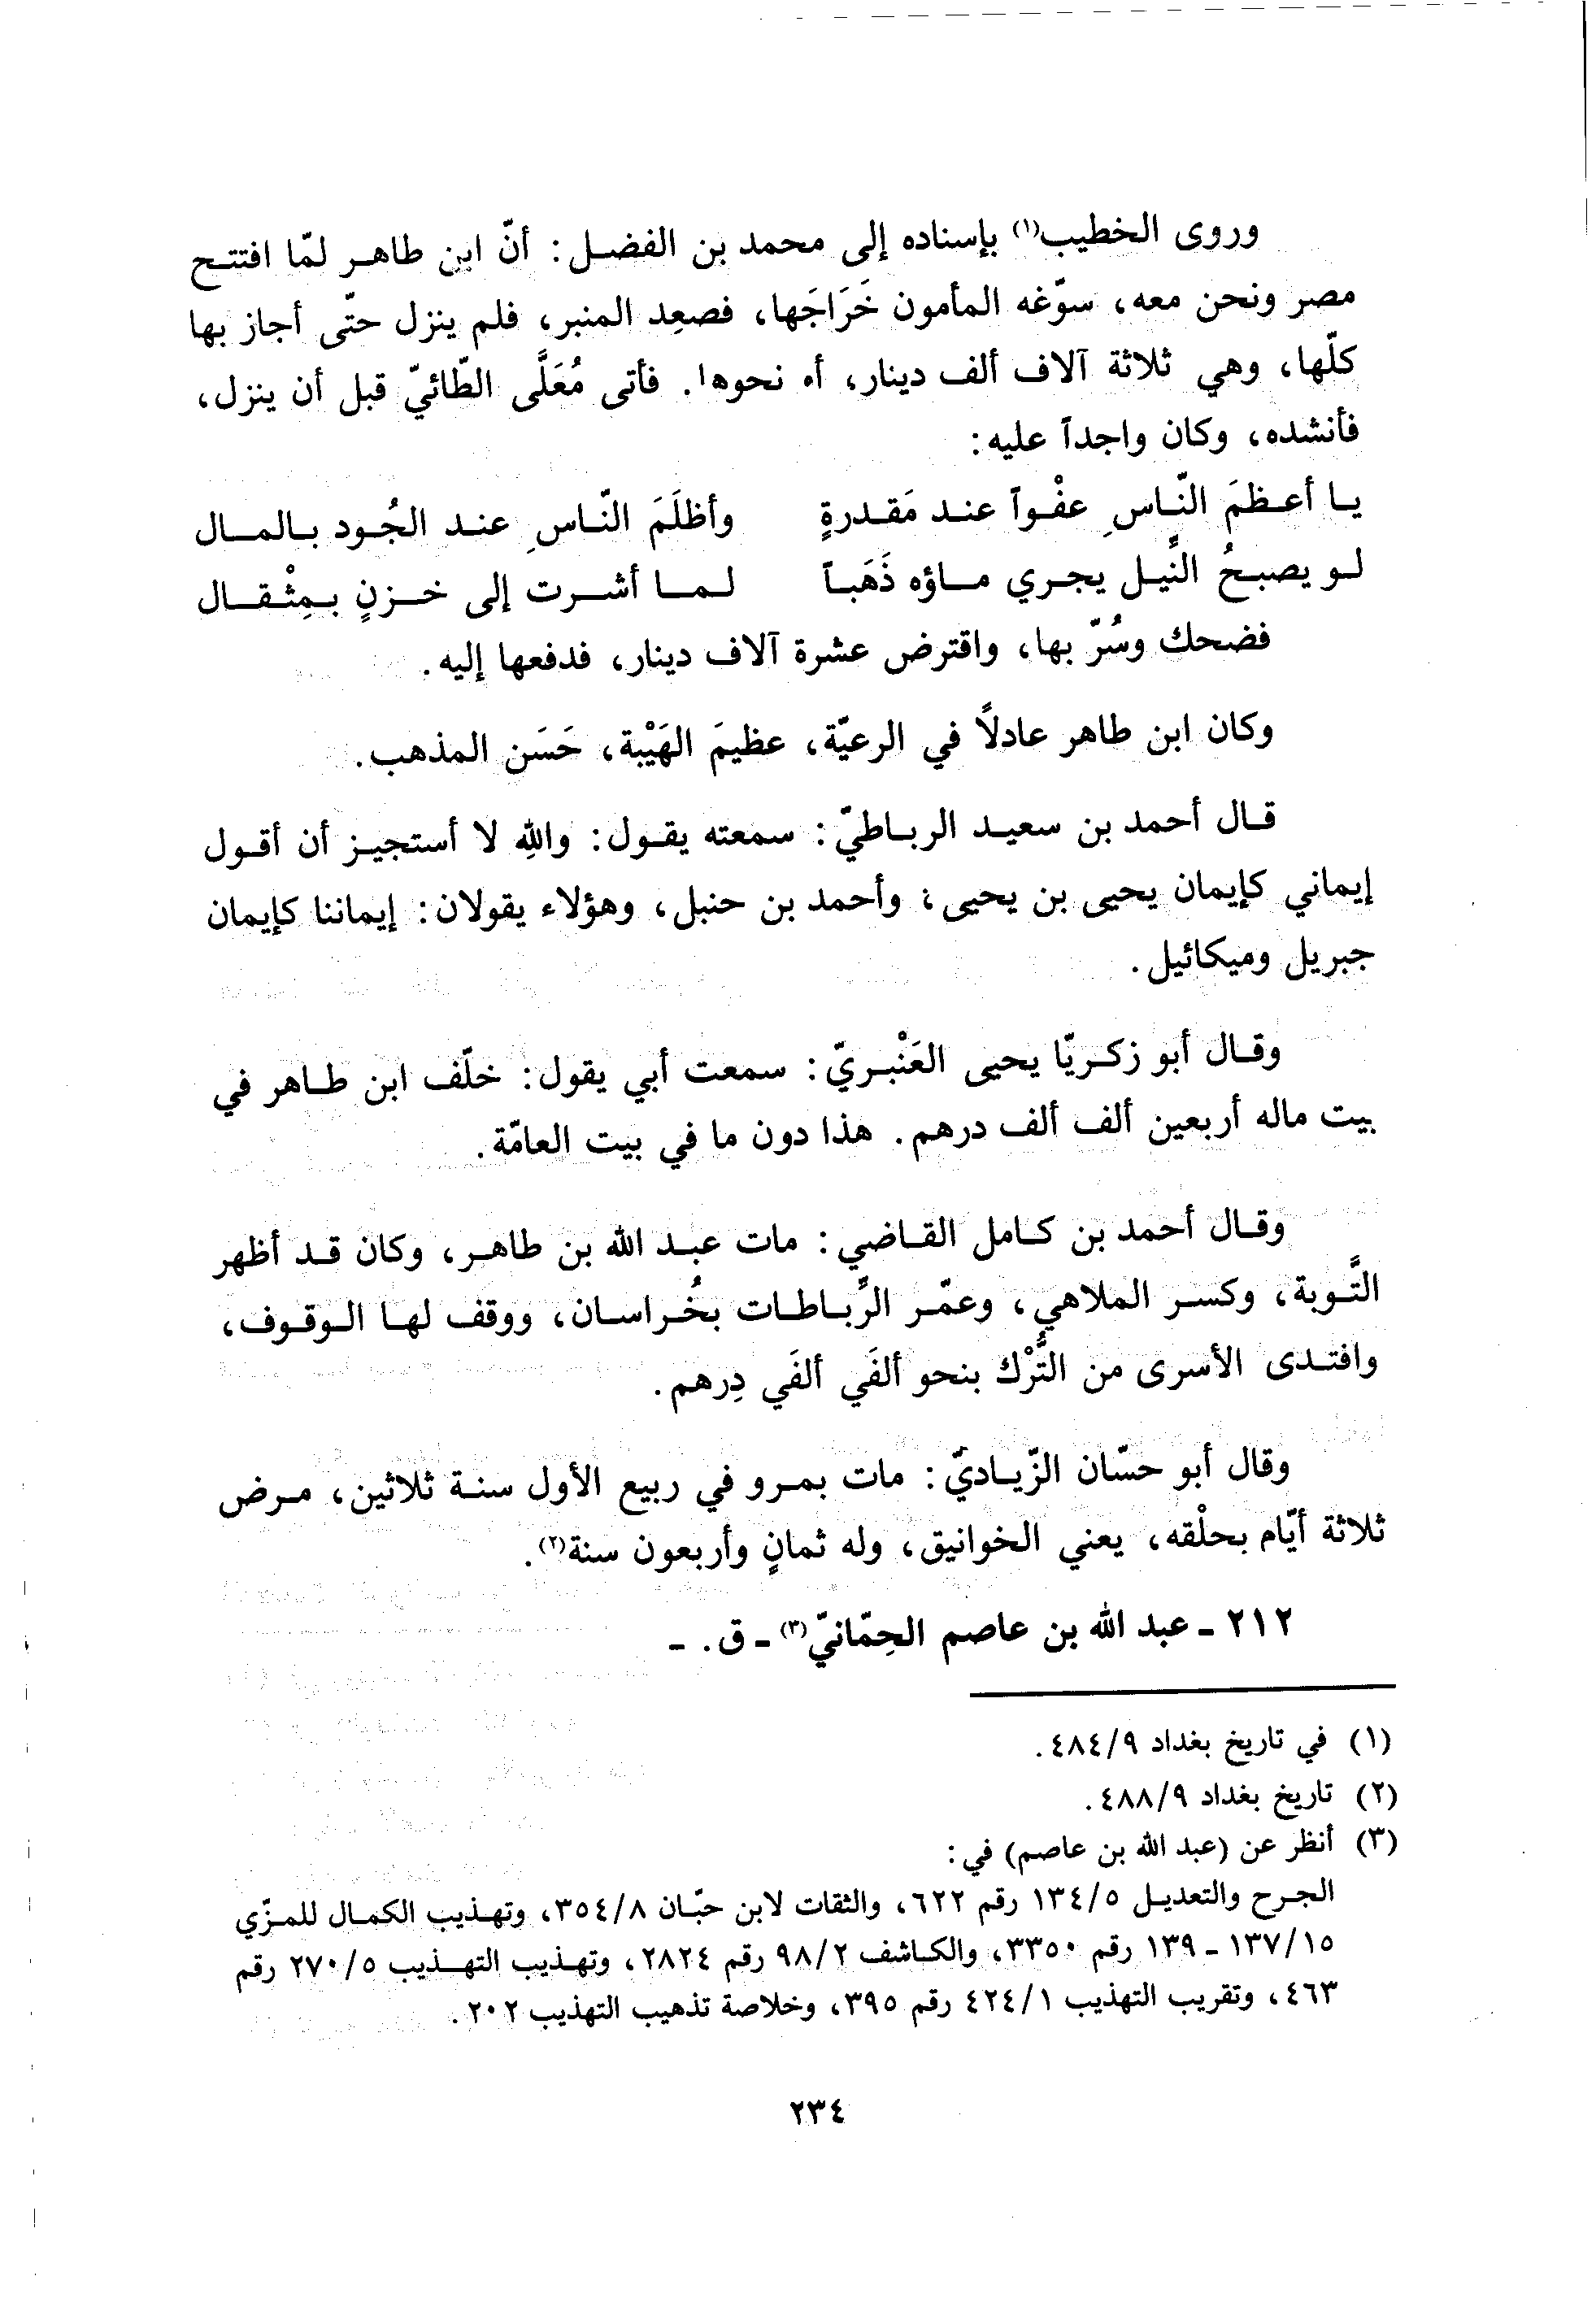 وروى الخطيب(١) بإسناده إلى محمد بن الفضل: أنّ ابن طاهر لمّا افتتح
مصر ونحن معه، سوّغه المأمون خَرَاجَها، فصعِد المنبر، فلم ينزل حتّى أجاز بها
كلّها، وهي ثلاثة آلاف ألف دينار، أو نحوها. فأتى مُعَلَّى الطّائيّ قبل أن ينزل،
فأنشده، وكان واجداً عليه:
يا أعظمَ النّاسِ عفْواً عند مَقدرةٍ وأظلَمَ النّاسِ عند الجُود بالمال
لو يصبحُ النِّيل يجري ماؤه ذَهَباً لما أشرت إلى خزنٍ بمِثْقال
فضحك وسُرّ بها، واقترض عشرة آلاف دينار، فدفعها إليه.
وكان ابن طاهر عادلاً في الرعيّة، عظيمَ الهَيْبة، حَسَن المذهب.
قال أحمد بن سعيد الرباطيّ: سمعته يقول: واللهِ لا أستجيز أن أقول
إيماني كإيمان يحيى بن يحيى؛ وأحمد بن حنبل، وهؤلاء يقولان: إيماننا كإيمان
جبريل وميكائيل.
وقال أبو زكريّا يحيى العَنْبريّ: سمعت أبي يقول: خلّف ابن طاهر في
بيت ماله أربعين ألف ألف درهم. هذا دون ما في بيت العامّة.
وقال أحمد بن كامل القاضي: مات عبد الله بن طاهر، وكان قد أظهر
التَّوبة، وكسر الملاهي، وعمّر الرِّباطات بخُراسان، ووقف لها الوقوف،
وافتدى الأسرى من التُّرْك بنحو ألفَي ألفَي دِرهم.
وقال أبو حسّان الزّياديّ: مات بمرو في ربيع الأول سنة ثلاثين، مرض
ثلاثة أيّام بحلْقه، يعني الخوانيق، وله ثمانٍ وأربعون سنة(٢).
٢١٢ ـ عبد الله بن عاصم الحِمّانيّ(٣) ـ ق. ـ
(١) في تاريخ بغداد ٤٨٤/٩.
(٢) تاريخ بغداد ٤٨٨/٩.
(٣) أنظر عن (عبد الله بن عاصم) في:
الجرح والتعديل ١٣٤/٥ رقم ٦٢٢، والثقات لابن حبّان ٣٥٤/٨، وتهذيب الكمال للمزّي
١٣٧/١٥ ـ ١٣٩ رقم ٣٣٥٠، والكاشف ٩٨/٢ رقم ٢٨٢٤، وتهذيب التهذيب ٢٧٠/٥ رقم
٤٦٣، وتقريب التهذيب ٤٢٤/١ رقم ٣٩٥، وخلاصة تذهيب التهذيب ٢٠٢.
٢٣٤